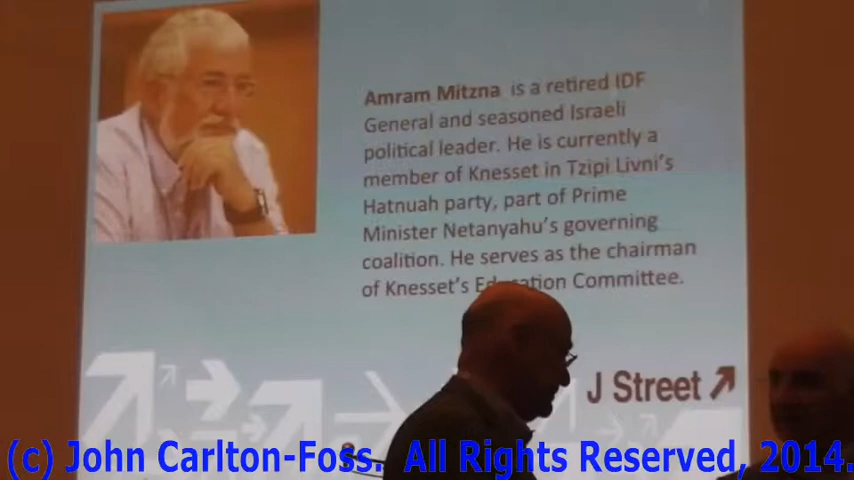 Amram Mitzna is a retired IDF
General and seasoned Israeli
political leader. He is currently a
member of Knesset in Tzipi Livni's
Hatnuah party, part of Prime
Minister Netanyahu's governing
coalition. He serves as the chairman
of Knesset's Education Committee.
J Street
(c) John Carlton-Foss. All Rights Reserved, 2014.